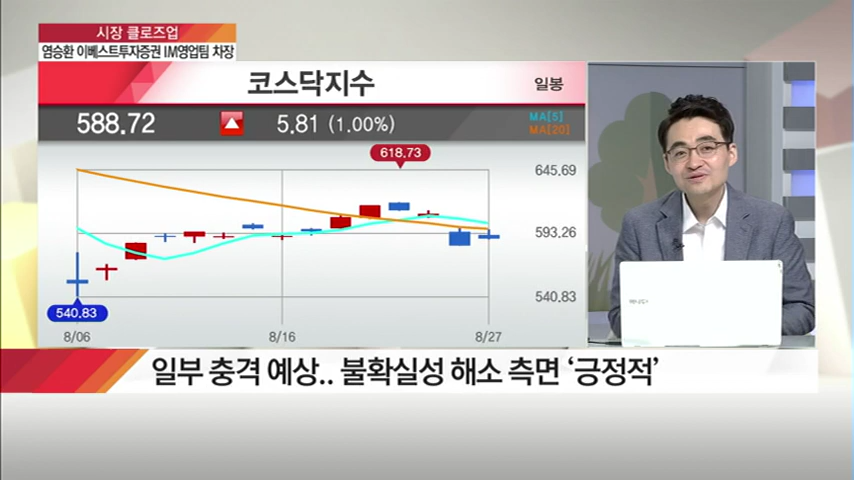 시장 클로즈업
염승환 이베스트투자증권 IM영업팀 차장
코스닥지수
일봉
588.72
5.81 (1.00%)
MA[5]
MA[20]
618.73
645.69
593.26
540.83
540.83
8/06
8/16
8/27
일부 충격 예상.. 불확실성 해소 측면 ‘긍정적’